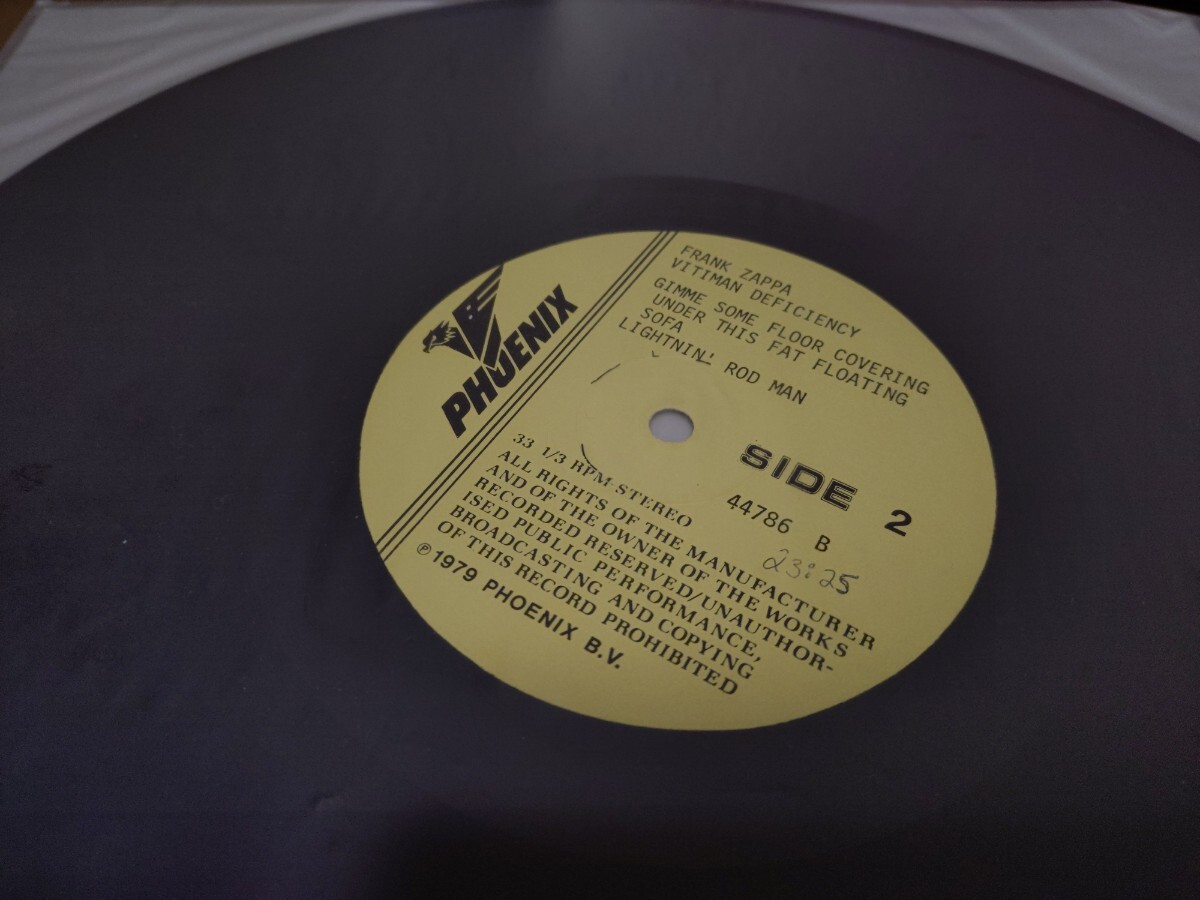 PHOENIX
FRANK ZAPPA
VITIMAN DEFICIENCY
GIMME SOME FLOOR COVERING
UNDER THIS FAT FLOATING
SOFA
LIGHTNIN' ROD MAN
SIDE 2
44786 B
23:25
33 1/3 RPM-STEREO
ALL RIGHTS OF THE MANUFACTURER
AND OF THE OWNER OF THE WORKS
RECORDED RESERVED/UNAUTHOR-
ISED PUBLIC PERFORMANCE,
BROADCASTING AND COPYING
OF THIS RECORD PROHIBITED
℗ 1979 PHOENIX B.V.